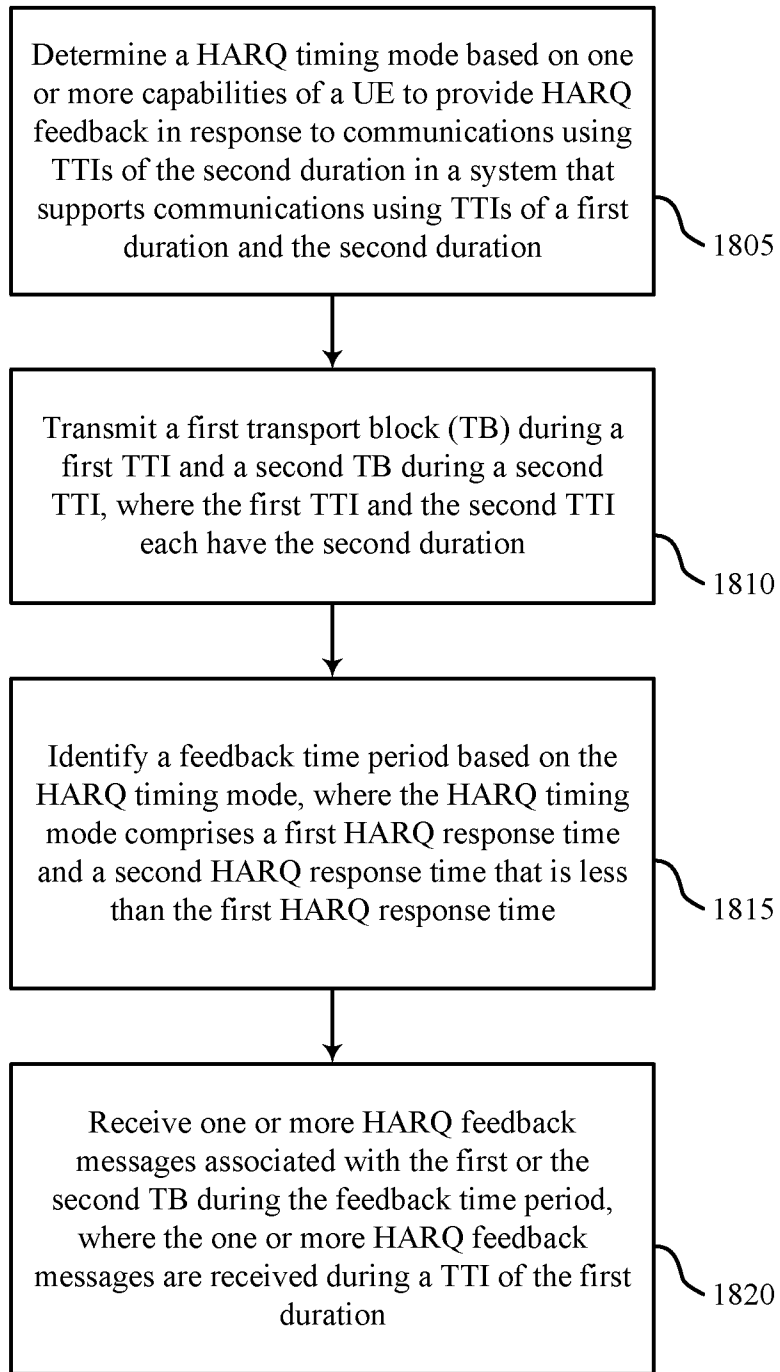 Determine a HARQ timing mode based on one
or more capabilities of a UE to provide HARQ
feedback in response to communications using
TTIs of the second duration in a system that
supports communications using TTIs of a first
duration and the second duration
1805
Transmit a first transport block (TB) during a
first TTI and a second TB during a second
TTI, where the first TTI and the second TTI
each have the second duration
1810
Identify a feedback time period based on the
HARQ timing mode, where the HARQ timing
mode comprises a first HARQ response time
and a second HARQ response time that is less
than the first HARQ response time
1815
Receive one or more HARQ feedback
messages associated with the first or the
second TB during the feedback time period,
where the one or more HARQ feedback
messages are received during a TTI of the first
duration
1820